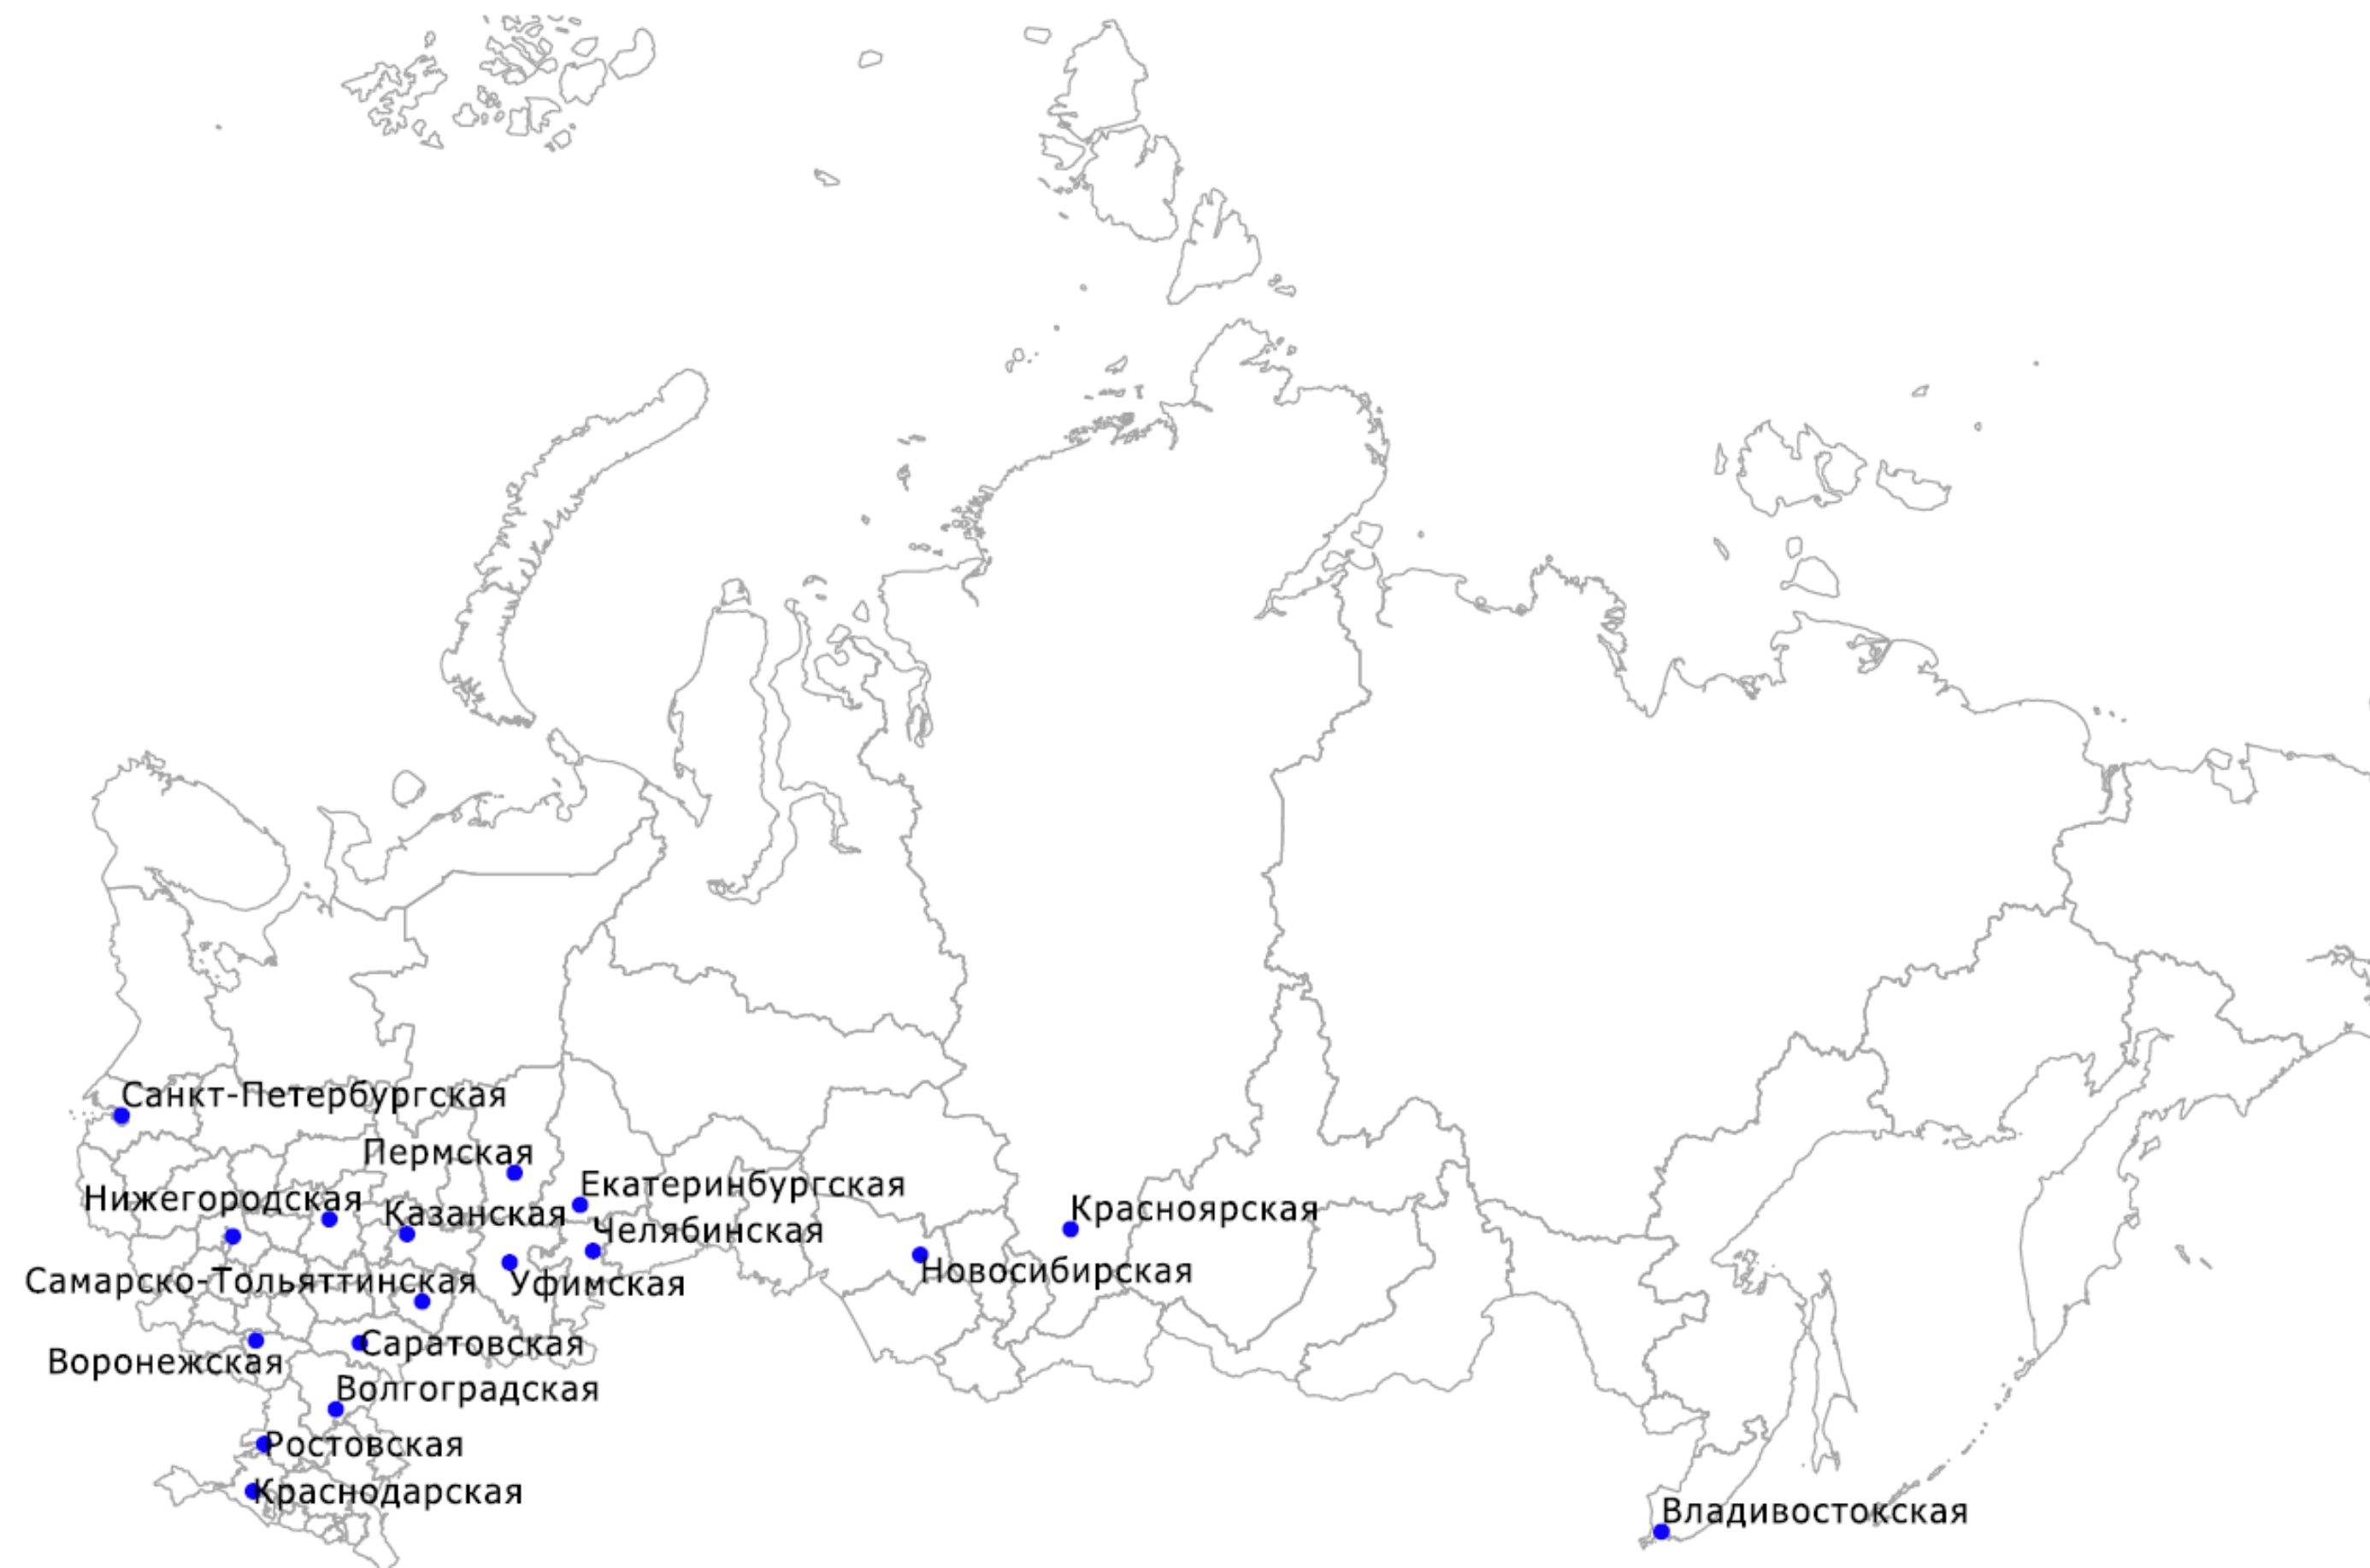 Санкт-Петербургская
Пермская
Екатеринбургская
Нижегородская
Казанская
Красноярская
Челябинская
Новосибирская
Самарско-Тольяттинская
Уфимская
Саратовская
Воронежская
Волгоградская
Ростовская
Краснодарская
Владивостокская